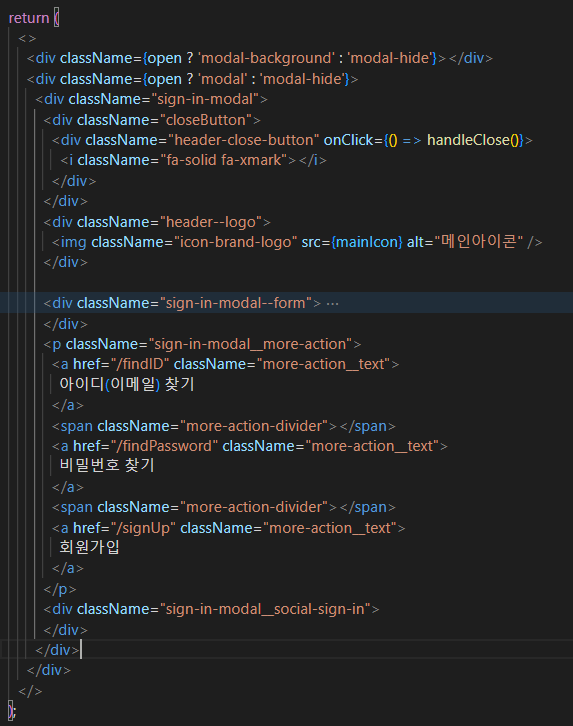 return (
<>
<div className={open ? 'modal-background' : 'modal-hide'}></div>
<div className={open ? 'modal' : 'modal-hide'}>
<div className="sign-in-modal">
<div className="closeButton">
<div className="header-close-button" onClick={() => handleClose()}>
<i className="fa-solid fa-xmark"></i>
</div>
</div>
<div className="header--logo">
<img className="icon-brand-logo" src={mainIcon} alt="메인아이콘" />
</div>
<div className="sign-in-modal--form"> ...
</div>
<p className="sign-in-modal__more-action">
<a href="/findID" className="more-action__text">
아이디(이메일) 찾기
</a>
<span className="more-action-divider"></span>
<a href="/findPassword" className="more-action__text">
비밀번호 찾기
</a>
<span className="more-action-divider"></span>
<a href="/signUp" className="more-action__text">
회원가입
</a>
</p>
<div className="sign-in-modal__social-sign-in">
</div>
</div>
</div>
</>
);